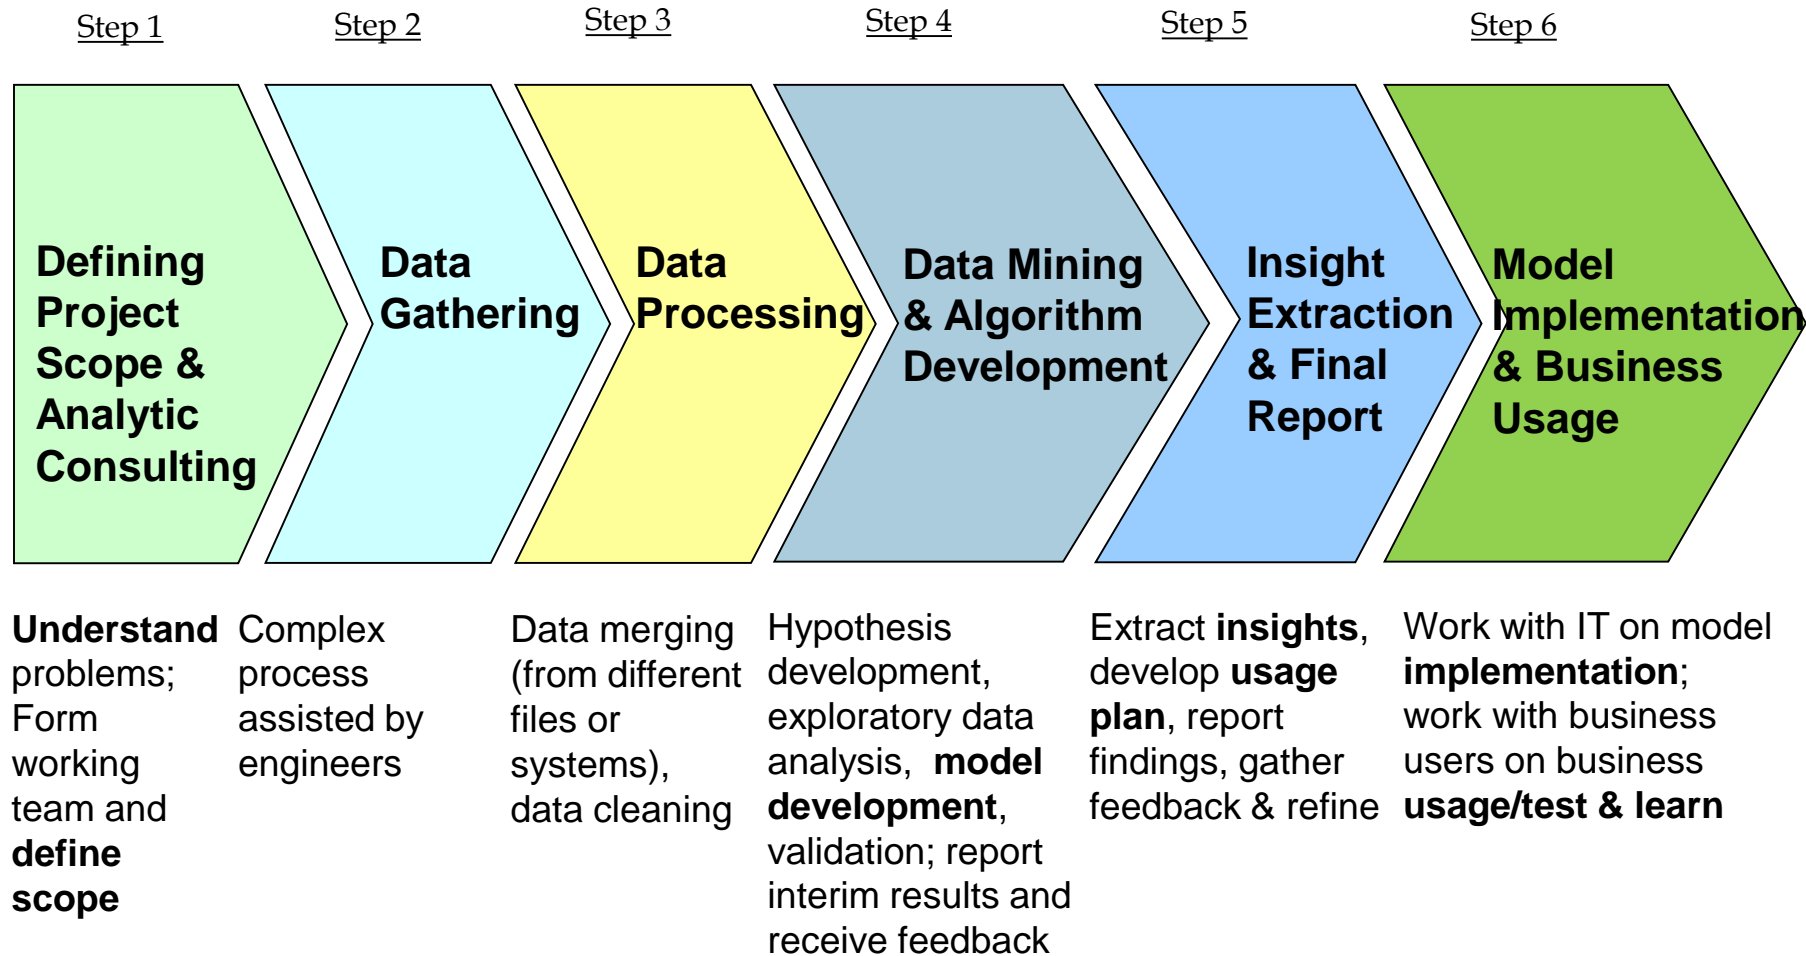 Step 1
Step 2
Step 3
Step 4
Step 5
Step 6
Defining
Project
Scope &
Analytic
Consulting
Data
Gathering
Data
Processing
Data Mining
& Algorithm
Development
Insight
Extraction
& Final
Report
Model
Implementation
& Business
Usage
Understand
problems;
Form
working
team and
define
scope
Complex
process
assisted by
engineers
Data merging
(from different
files or
systems),
data cleaning
Hypothesis
development,
exploratory data
analysis, model
development,
validation; report
interim results and
receive feedback
Extract insights,
develop usage
plan, report
findings, gather
feedback & refine
Work with IT on model
implementation;
work with business
users on business
usage/test & learn